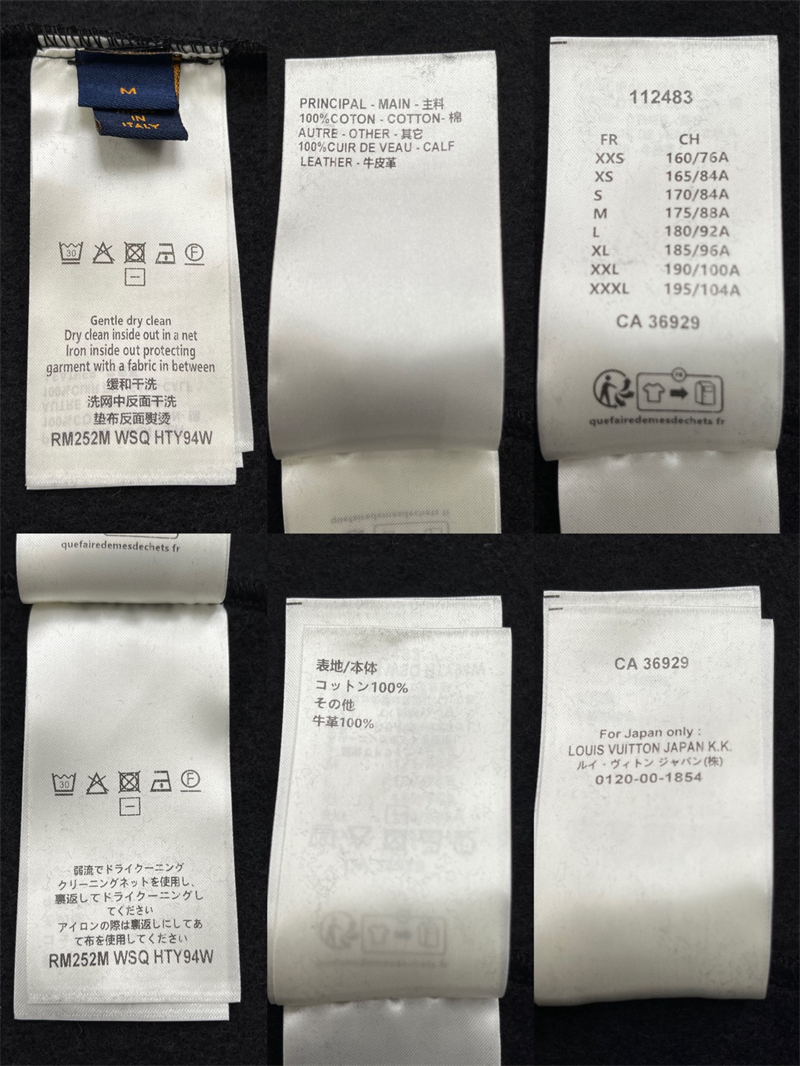 M
IN
ITALY
30
F
Gentle dry clean
Dry clean inside out in a net
Iron inside out protecting
garment with a fabric in between
缓和干洗
洗网中反面干洗
垫布反面熨烫
RM252M WSQ HTY94W
PRINCIPAL - MAIN - 主料
100%COTON - COTTON- 棉
AUTRE - OTHER - 其它
100%CUIR DE VEAU - CALF
LEATHER - 牛皮革
quefairedemesdechets fr
112483
FR CH
XXS 160/76A
XS 165/84A
S 170/84A
M 175/88A
L 180/92A
XL 185/96A
XXL 190/100A
XXXL 195/104A
CA 36929
FR
quefairedemesdechets fr
quefairedemesdechets fr
30
F
弱流でドライクーニング
クリーニングネットを使用し、
裏返してドライクーニングし
てください
アイロンの際は裏返しにしてあ
て布を使用してください
RM252M WSQ HTY94W
表地/本体
コットン100%
その他
牛革100%
CA 36929
For Japan only :
LOUIS VUITTON JAPAN K.K.
ルイ・ヴィトン ジャパン(株)
0120-00-1854